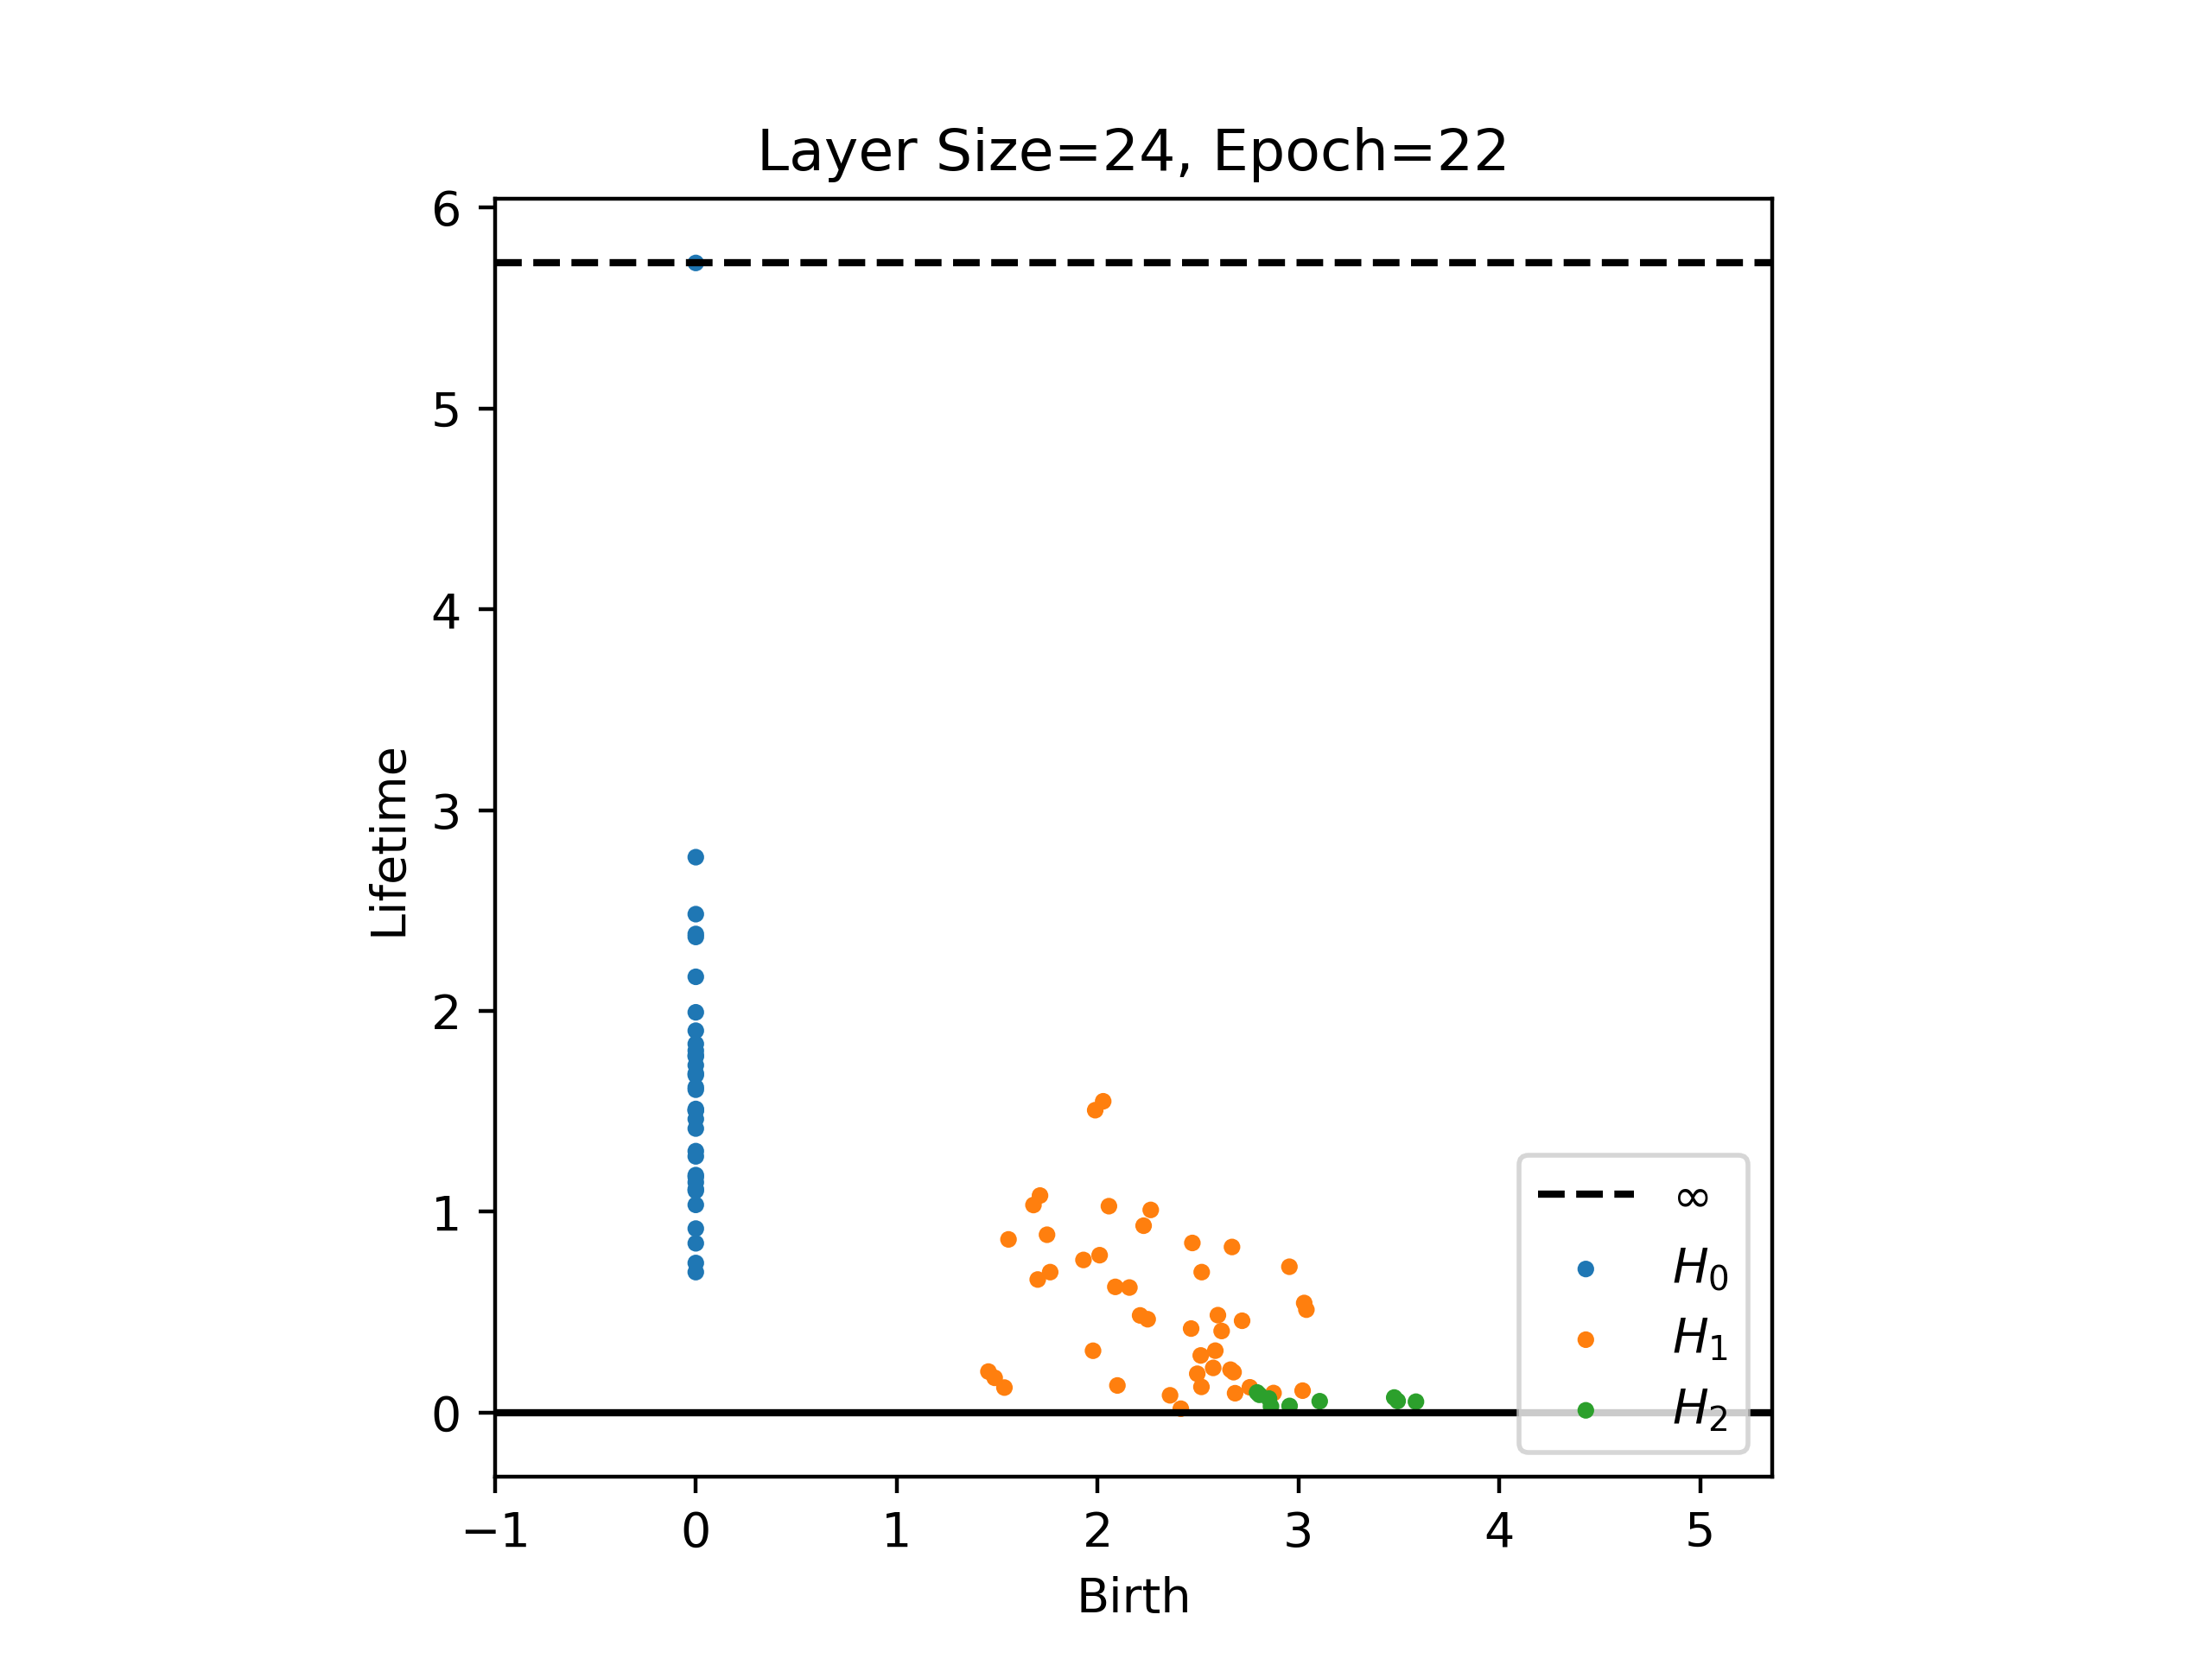 Layer Size=24, Epoch=22
6
5
4
3
2
1
0
Lifetime
∞
H₀
H₁
H₂
−1 0 1 2 3 4 5
Birth